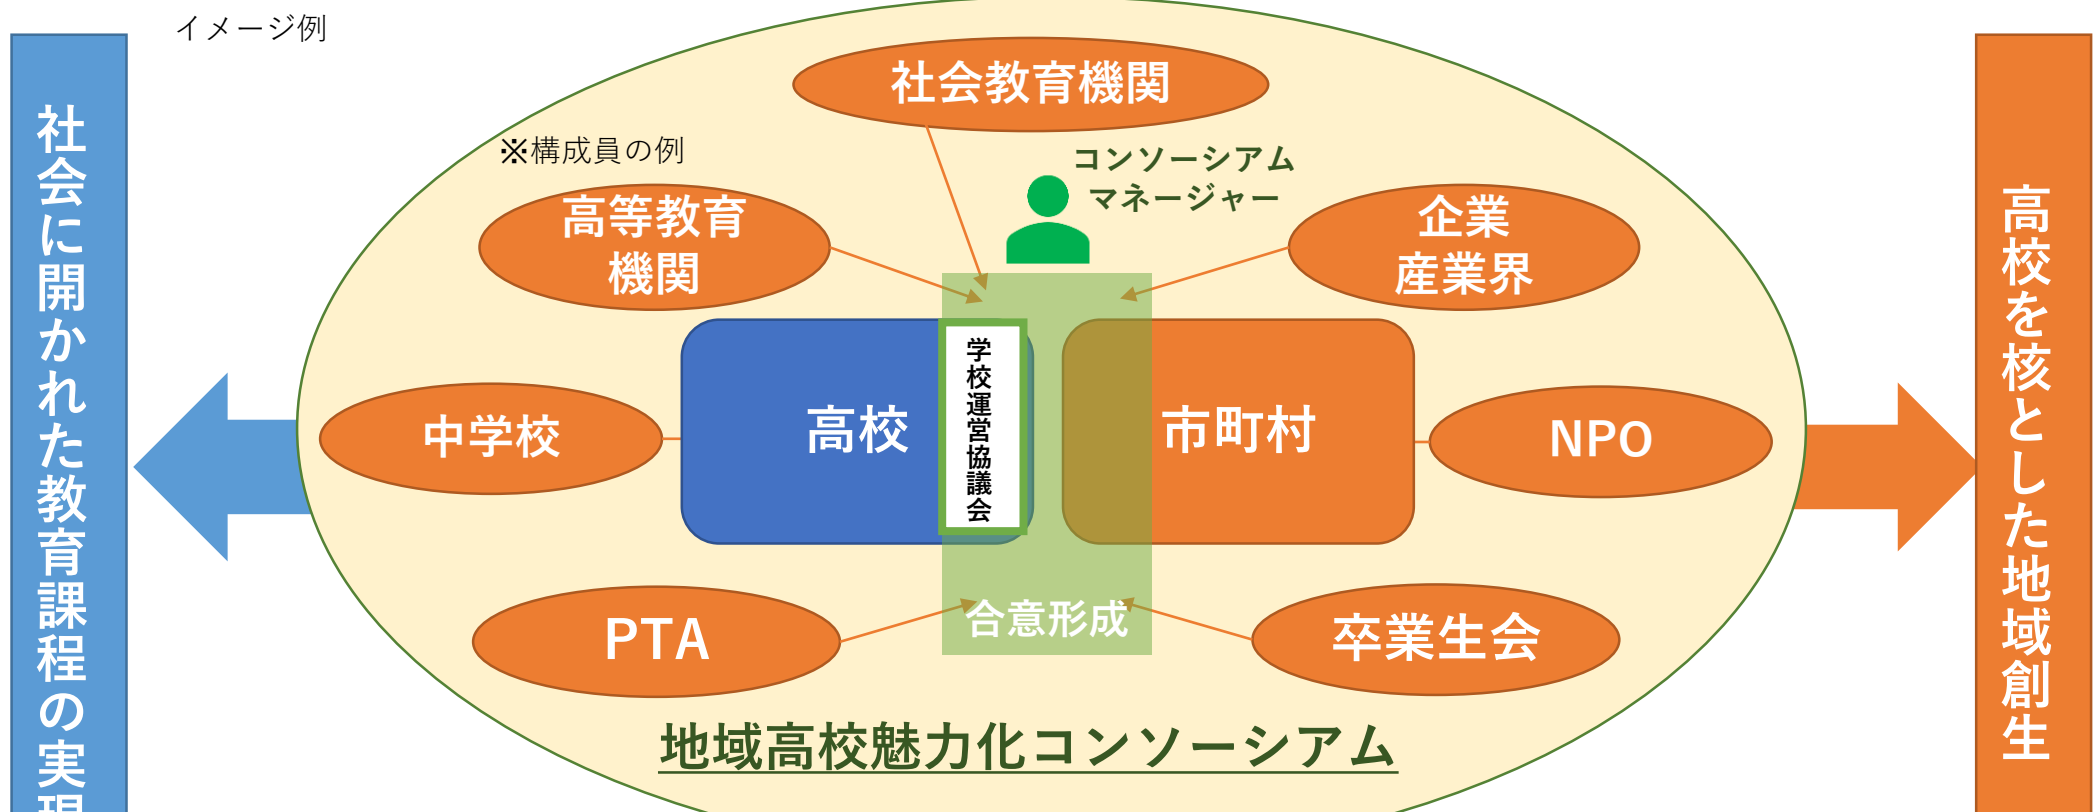 イメージ例
社会に開かれた教育課程の実現
社会教育機関
※構成員の例
コンソーシアム
マネージャー
高等教育
機関
企業
産業界
高校
学校運営協議会
市町村
中学校
NPO
合意形成
PTA
卒業生会
地域高校魅力化コンソーシアム
高校を核とした地域創生